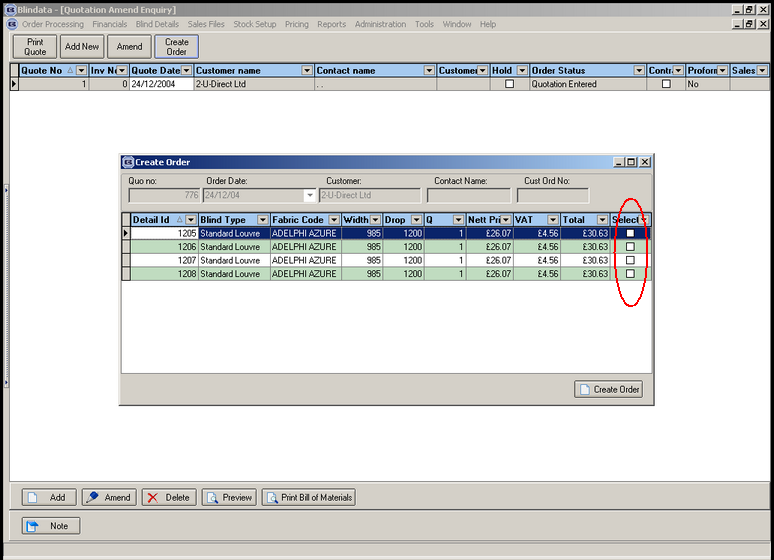 Blindata - [Quotation Amend Enquiry]
Order Processing Financials Blind Details Sales Files Stock Setup Pricing Reports Administration Tools Window Help
Print Quote Add New Amend Create Order
Quote No Inv No Quote Date Customer name Contact name Customer Hold Order Status Contra Proform Sales
1 0 24/12/2004 2-U-Direct Ltd . . Quotation Entered No
Create Order
Quo no: Order Date: Customer: Contact Name: Cust Ord No:
776 24/12/04 2-U-Direct Ltd
Detail Id Blind Type Fabric Code Width Drop Q Nett Pri VAT Total Select
1205 Standard Louvre ADELPHI AZURE 985 1200 1 £26.07 £4.56 £30.63
1206 Standard Louvre ADELPHI AZURE 985 1200 1 £26.07 £4.56 £30.63
1207 Standard Louvre ADELPHI AZURE 985 1200 1 £26.07 £4.56 £30.63
1208 Standard Louvre ADELPHI AZURE 985 1200 1 £26.07 £4.56 £30.63
Create Order
Add Amend Delete Preview Print Bill of Materials
Note